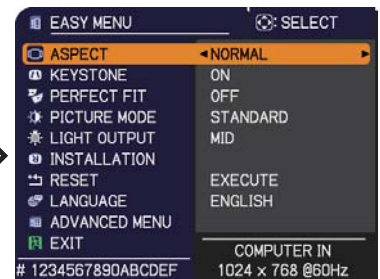 EASY MENU : SELECT
ASPECT NORMAL
KEYSTONE ON
PERFECT FIT OFF
PICTURE MODE STANDARD
LIGHT OUTPUT MID
INSTALLATION
RESET EXECUTE
LANGUAGE ENGLISH
ADVANCED MENU
EXIT
COMPUTER IN
# 1234567890ABCDEF 1024 x 768 @60Hz